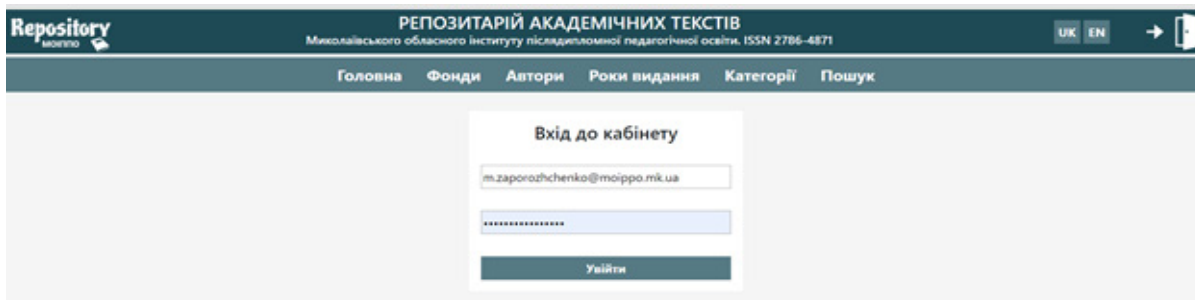 Repository
МОІППО
РЕПОЗИТАРІЙ АКАДЕМІЧНИХ ТЕКСТІВ
Миколаївського обласного інституту післядипломної педагогічної освіти. ISSN 2786-4871
UK EN
Головна Фонди Автори Роки видання Категорії Пошук
Вхід до кабінету
m.zaporozhchenko@moippo.mk.ua
••••••••••••••••
Увійти